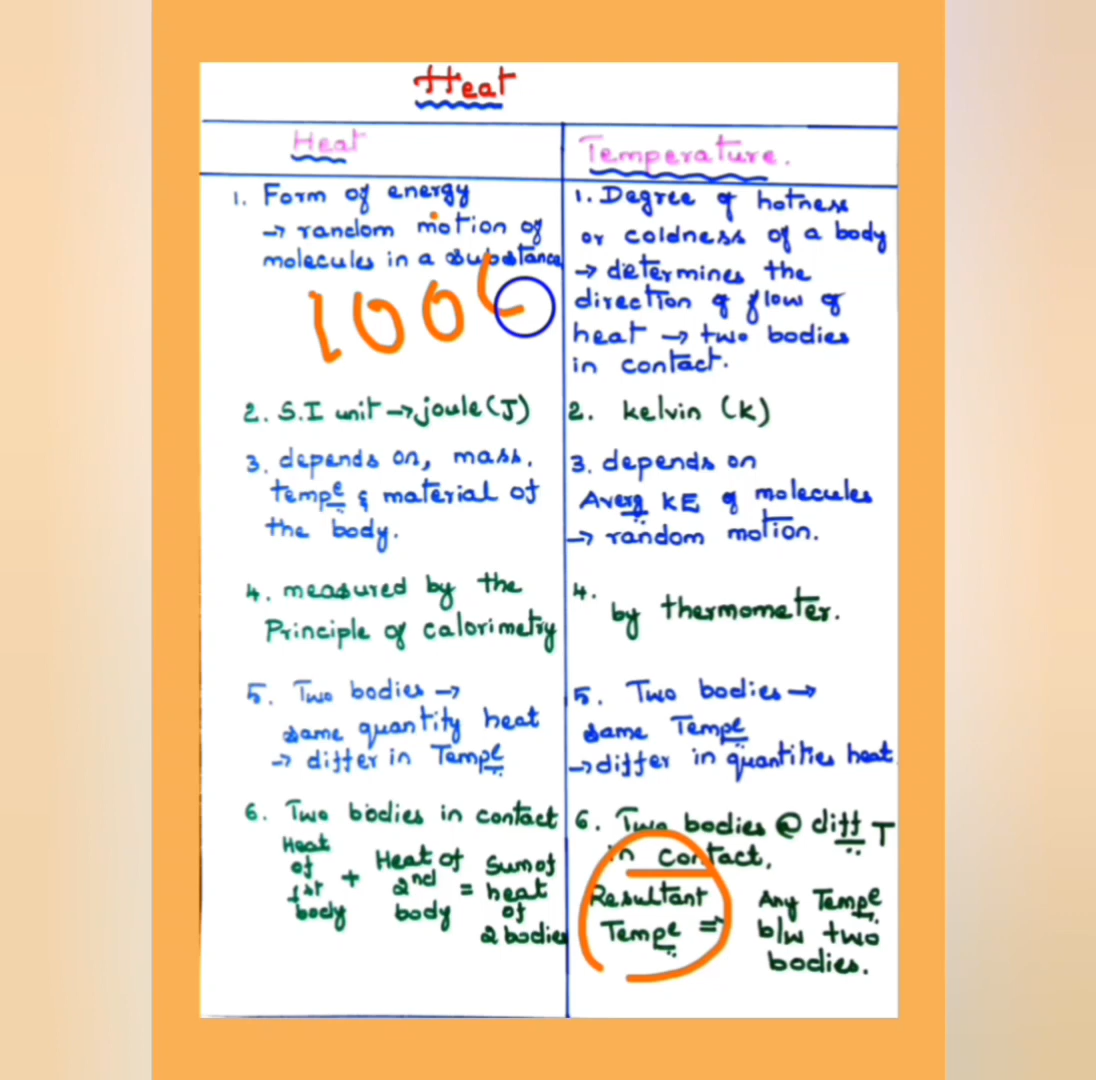 Heat
Heat
1. Form of energy
→ random motion of
molecules in a substance
100
2. S.I unit → joule (J)
3. depends on, mass,
tempe & material of
the body.
4. measured by the
Principle of calorimetry
5. Two bodies →
same quantity heat
→ differ in Tempe
6. Two bodies in contact
Heat of 1st body + Heat of 2nd body = Sum of heat of 2 bodies
Temperature.
1. Degree of hotness
or coldness of a body
→ determines the
direction of flow of
heat → two bodies
in contact.
2. kelvin (K)
3. depends on
Averg KE of molecules
→ random motion.
4.
by thermometer.
5. Two bodies →
same Tempe
→ differ in quantities heat
6. Two bodies @ diff T
in contact,
Resultant
Tempe ⇒
Any Tempe
b/w two
bodies.